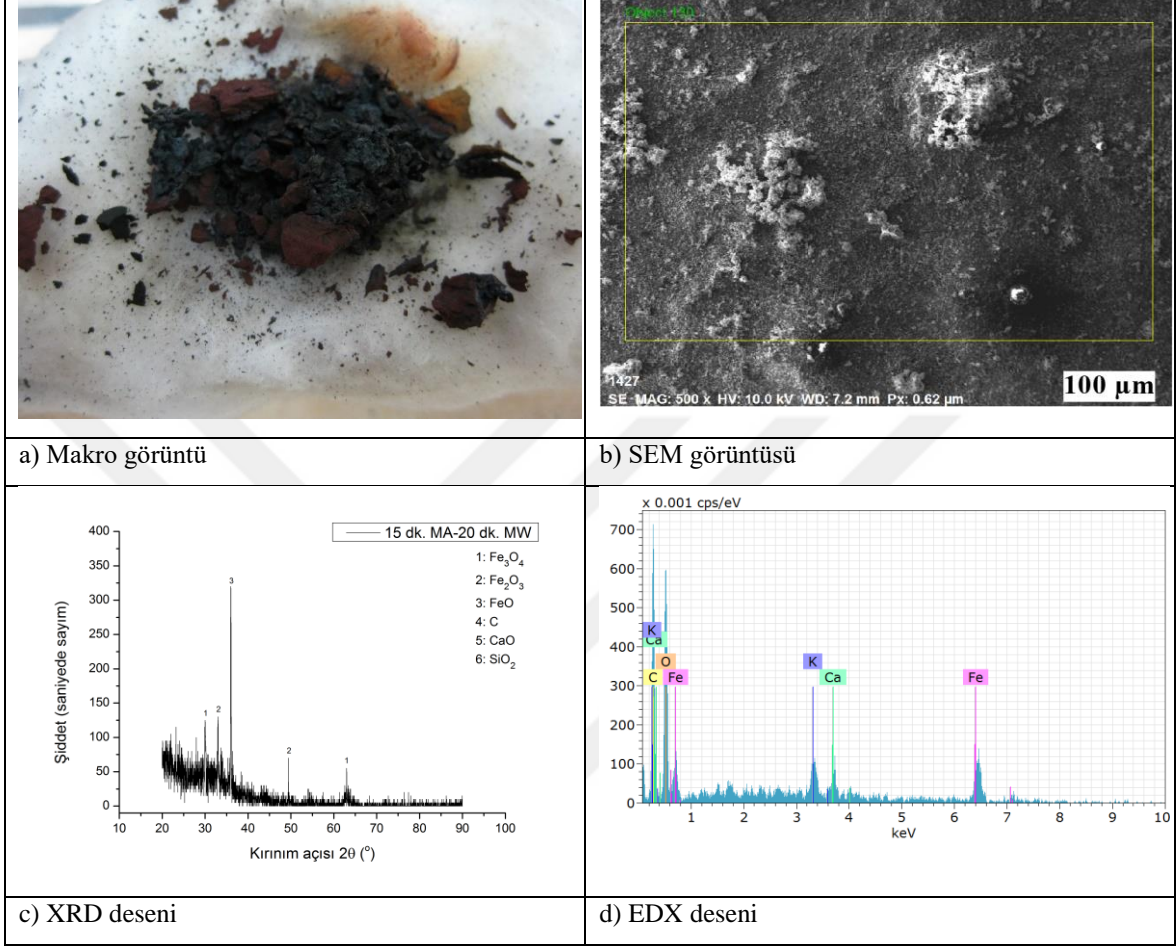 Object 130
1427
SE MAG: 500 x HV: 10.0 kV WD: 7.2 mm Px: 0.62 µm
100 µm
a) Makro görüntü
b) SEM görüntüsü
400
350
300
250
200
150
100
50
0
10 20 30 40 50 60 70 80 90 100
Şiddet (saniyede sayım)
Kırınım açısı 2θ (°)
15 dk. MA-20 dk. MW
1: Fe₃O₄
2: Fe₂O₃
3: FeO
4: C
5: CaO
6: SiO₂
3
1
2
2
1
x 0.001 cps/eV
700
600
500
400
300
200
100
0
1 2 3 4 5 6 7 8 9 10
keV
K
Ca
O
C
Fe
K
Ca
Fe
c) XRD deseni
d) EDX deseni